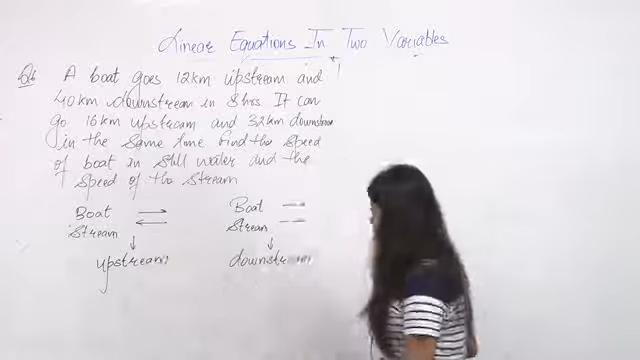 Linear Equations In Two Variables
Q6 A boat goes 12km upstream and
40km downstream in 8hrs. It can
go 16km upstream and 32km downstream
in the same time find the speed
of boat in still water and the
speed of the stream
Boat Boat
Stream Stream
upstream downstream